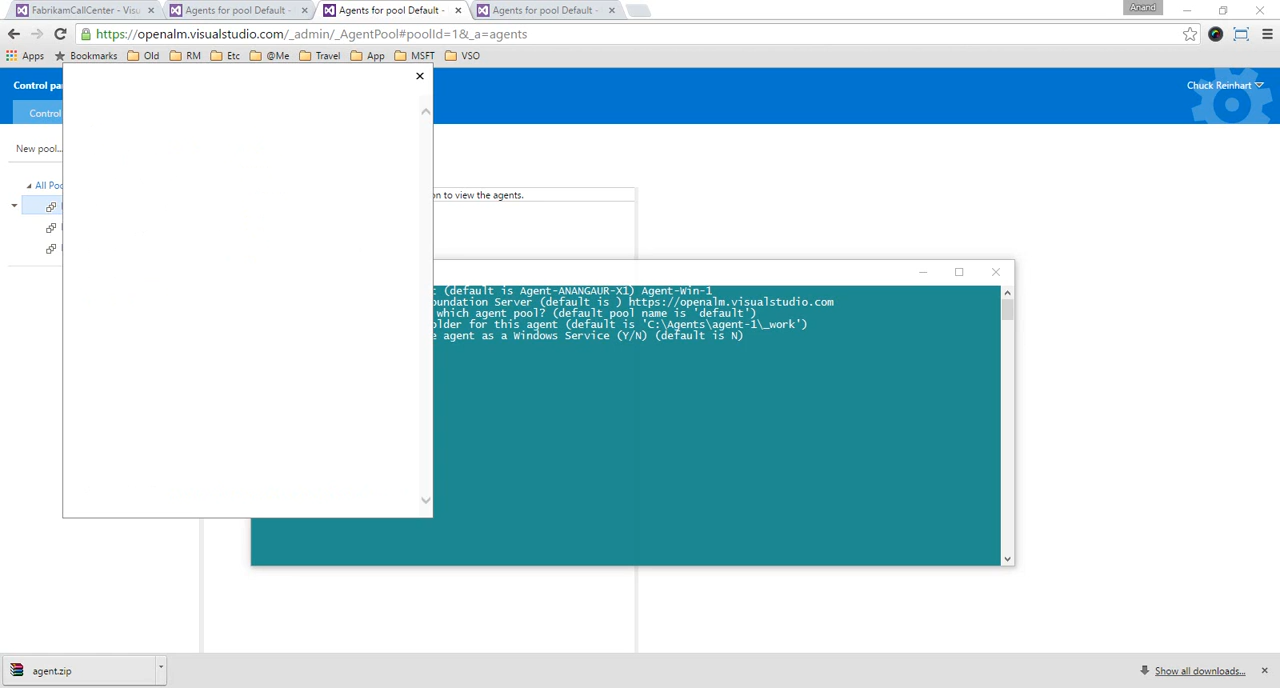 FabrikamCallCenter - Visu
Agents for pool Default -
Agents for pool Default -
Agents for pool Default -
Anand
https://openalm.visualstudio.com/_admin/_AgentPool#poolId=1&_a=agents
Apps
Bookmarks
Old
RM
Etc
@Me
Travel
App
MSFT
VSO
Control pa
Chuck Reinhart
Control
New pool...
All Poo
on to view the agents.
t (default is Agent-ANANGAUR-X1) Agent-Win-1
oundation Server (default is ) https://openalm.visualstudio.com
which agent pool? (default pool name is 'default')
older for this agent (default is 'C:\Agents\agent-1\_work')
e agent as a Windows Service (Y/N) (default is N)
agent.zip
Show all downloads...